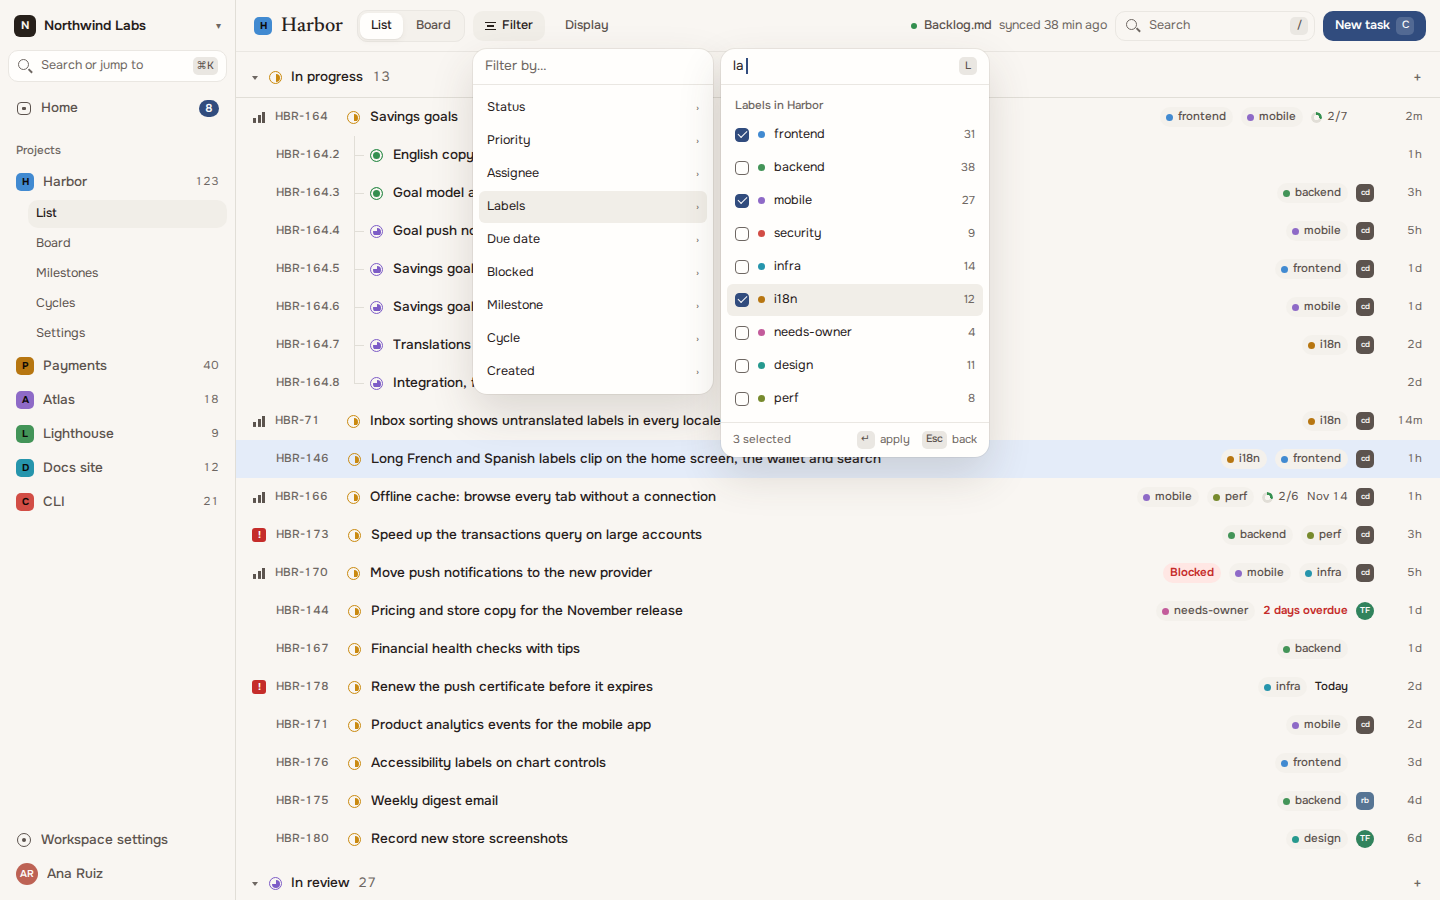 N Northwind Labs
Search or jump to ⌘K
Home 8
Projects
H Harbor 123
List
Board
Milestones
Cycles
Settings
P Payments 40
A Atlas 18
L Lighthouse 9
D Docs site 12
C CLI 21
Workspace settings
AR Ana Ruiz
H Harbor List Board Filter Display Backlog.md synced 38 min ago Search / New task C
In progress 13 +
Filter by...
Status
Priority
Assignee
Labels
Due date
Blocked
Milestone
Cycle
Created
la L
Labels in Harbor
frontend 31
backend 38
mobile 27
security 9
infra 14
i18n 12
needs-owner 4
design 11
perf 8
3 selected ↵ apply Esc back
HBR-164 Savings goals frontend mobile 2/7 2m
HBR-164.2 English copy 1h
HBR-164.3 Goal model backend cd 3h
HBR-164.4 Goal push mobile cd 5h
HBR-164.5 Savings frontend cd 1d
HBR-164.6 Savings mobile cd 1d
HBR-164.7 Translations i18n cd 2d
HBR-164.8 Integration, 2d
HBR-71 Inbox sorting shows untranslated labels in every locale i18n 14m
HBR-146 Long French and Spanish labels clip on the home screen, the wallet and search i18n frontend cd 1h
HBR-166 Offline cache: browse every tab without a connection mobile perf 2/6 Nov 14 cd 1h
! HBR-173 Speed up the transactions query on large accounts backend perf cd 3h
HBR-170 Move push notifications to the new provider Blocked mobile infra cd 5h
HBR-144 Pricing and store copy for the November release needs-owner 2 days overdue TF 1d
HBR-167 Financial health checks with tips backend 1d
! HBR-178 Renew the push certificate before it expires infra Today 2d
HBR-171 Product analytics events for the mobile app mobile cd 2d
HBR-176 Accessibility labels on chart controls frontend 3d
HBR-175 Weekly digest email backend rb 4d
HBR-180 Record new store screenshots design TF 6d
In review 27 +